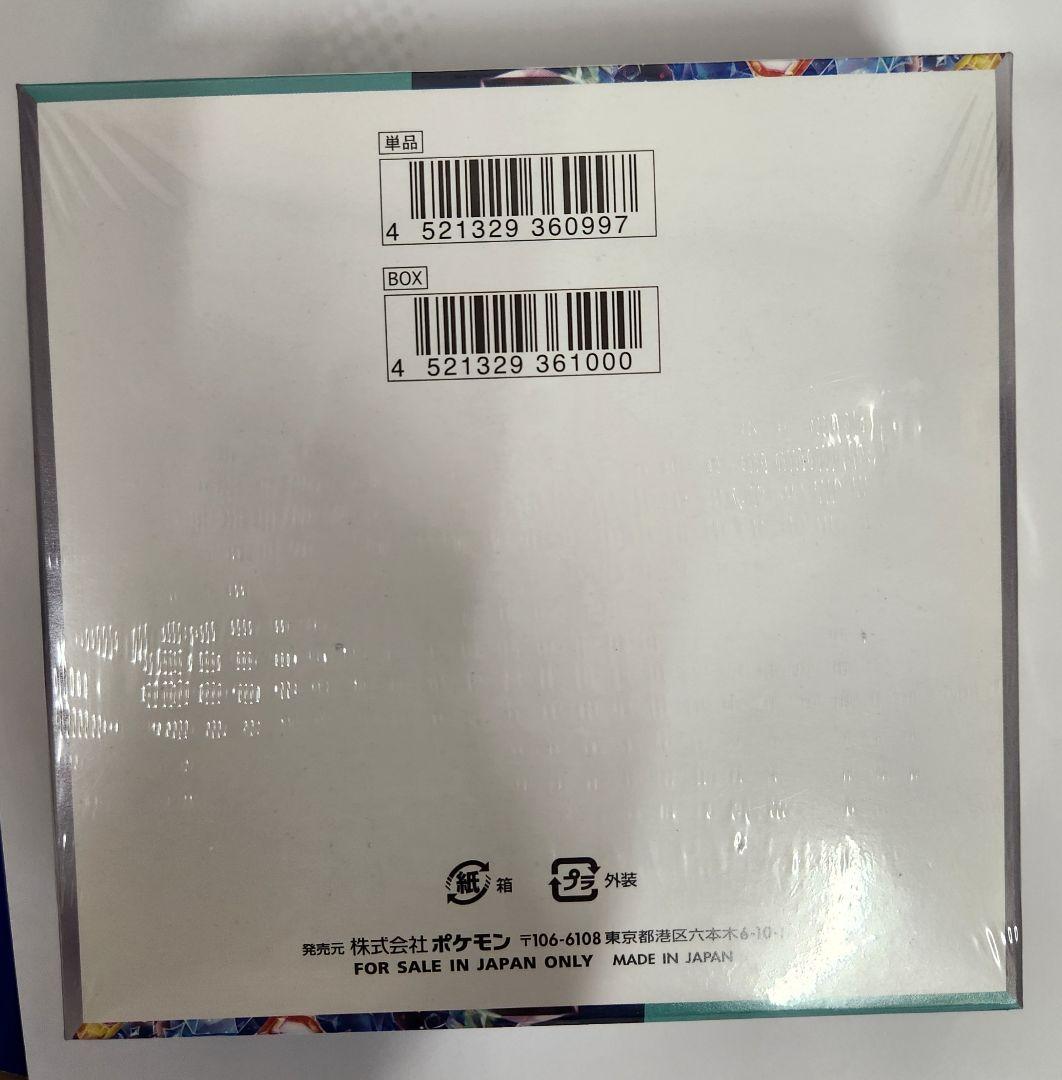 単品
4 521329 360997
BOX
4 521329 361000
紙 箱 プラ 外装
発売元 株式会社ポケモン 〒106-6108 東京都港区六本木6-10-
FOR SALE IN JAPAN ONLY MADE IN JAPAN